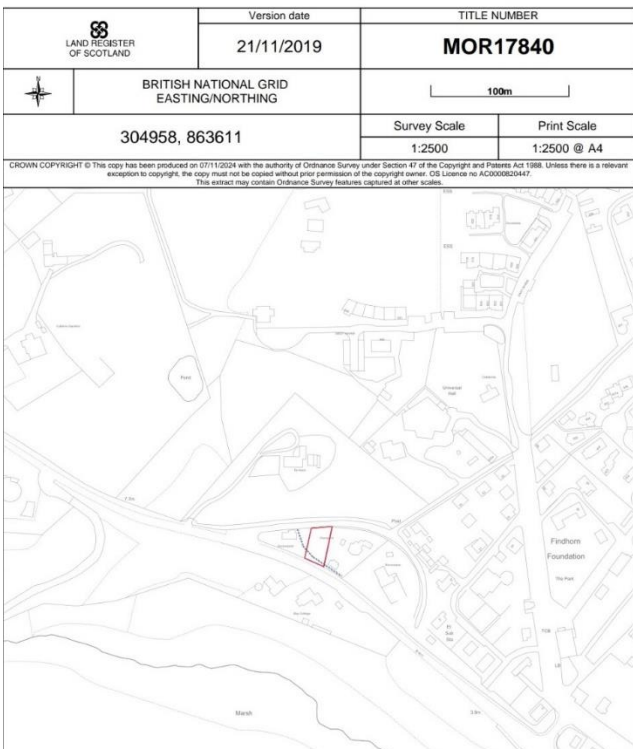 LAND REGISTER
OF SCOTLAND
Version date
21/11/2019
TITLE NUMBER
MOR17840
N
BRITISH NATIONAL GRID
EASTING/NORTHING
100m
304958, 863611
Survey Scale
1:2500
Print Scale
1:2500 @ A4
CROWN COPYRIGHT © This copy has been produced on 07/11/2024 with the authority of Ordnance Survey under Section 47 of the Copyright and Patents Act 1988. Unless there is a relevant
exception to copyright, the copy must not be copied without prior permission of the copyright owner. OS Licence no AC0000820447.
This extract may contain Ordnance Survey features captured at other scales.
Pond
Universal
Hall
Path
Findhorn
Foundation
The Park
El
Sub
Sta
Marsh